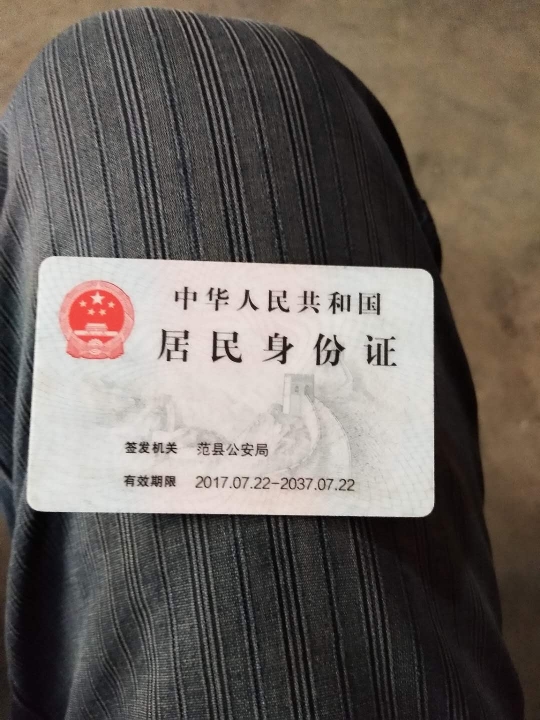 中华人民共和国
居民身份证
签发机关 范县公安局
有效期限 2017.07.22-2037.07.22